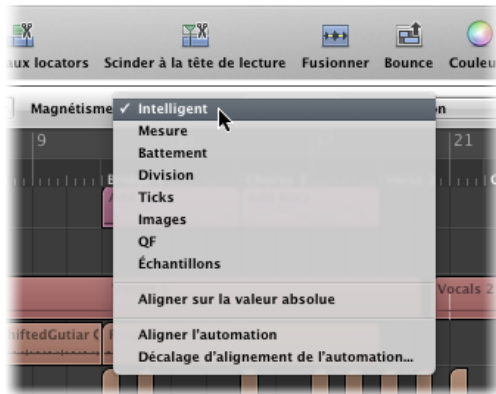 aux locators Scinder à la tête de lecture Fusionner Bounce Couleu
Magnétisme ✓ Intelligent n
9 21
Mesure
Battement
Division
Ticks
Images
QF
Échantillons
Aligner sur la valeur absolue
Vocals 2
Aligner l'automation
hiftedGutiar
Décalage d'alignement de l'automation...